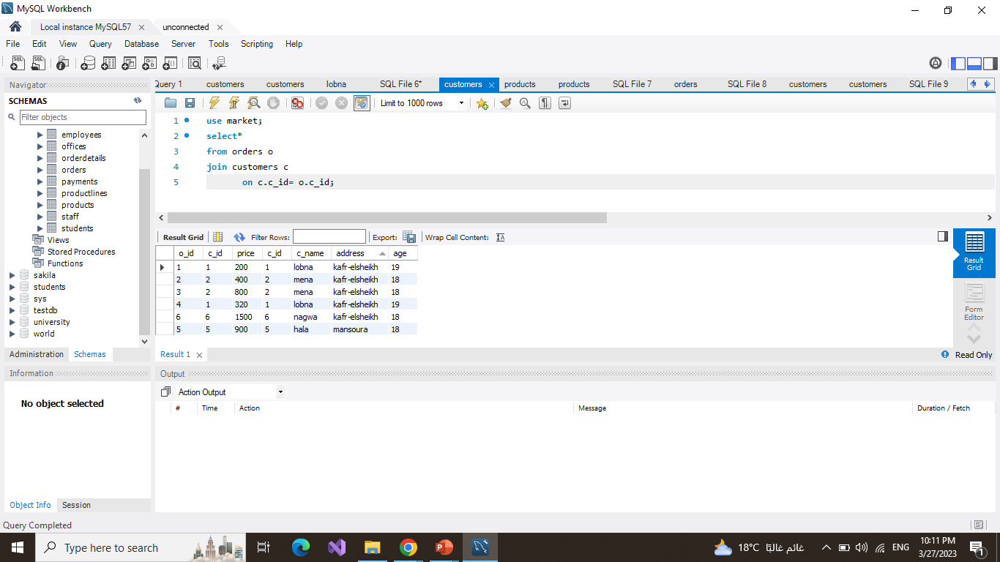 MySQL Workbench
Local instance MySQL57 unconnected
File Edit View Query Database Server Tools Scripting Help
Navigator
SCHEMAS
Filter objects
employees
offices
orderdetails
orders
payments
productlines
products
staff
students
Views
Stored Procedures
Functions
sakila
students
sys
testdb
university
world
Administration Schemas
Information
No object selected
Object Info Session
Query Completed
Query 1 customers customers lobna SQL File 6* customers products products SQL File 7 orders SQL File 8 customers customers SQL File 9
Limit to 1000 rows
1 use market;
2 select*
3 from orders o
4 join customers c
5 on c.c_id= o.c_id;
Result Grid Filter Rows: Export: Wrap Cell Content:
o_id c_id price c_id c_name address age
1 1 200 1 lobna kafr-elsheikh 19
2 2 400 2 mena kafr-elsheikh 18
3 2 800 2 mena kafr-elsheikh 18
4 1 320 1 lobna kafr-elsheikh 19
6 6 1500 6 nagwa kafr-elsheikh 18
5 5 900 5 hala mansoura 18
Result
Grid
Form
Editor
Result 1
Read Only
Output
Action Output
# Time Action Message Duration / Fetch
Type here to search
18°C غائم غالبًا
ENG
10:11 PM
3/27/2023
1